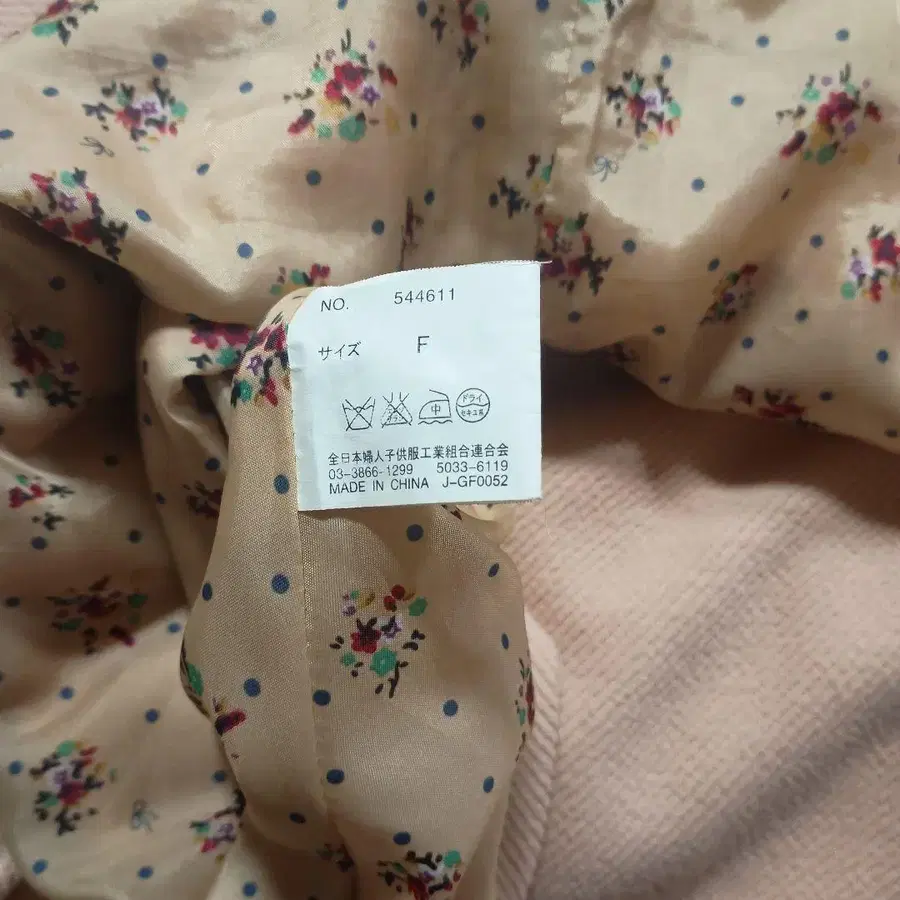 NO. 544611
サイズ F
中 ドライ
セキユ系
全日本婦人子供服工業組合連合会
03-3866-1299 5033-6119
MADE IN CHINA J-GF0052